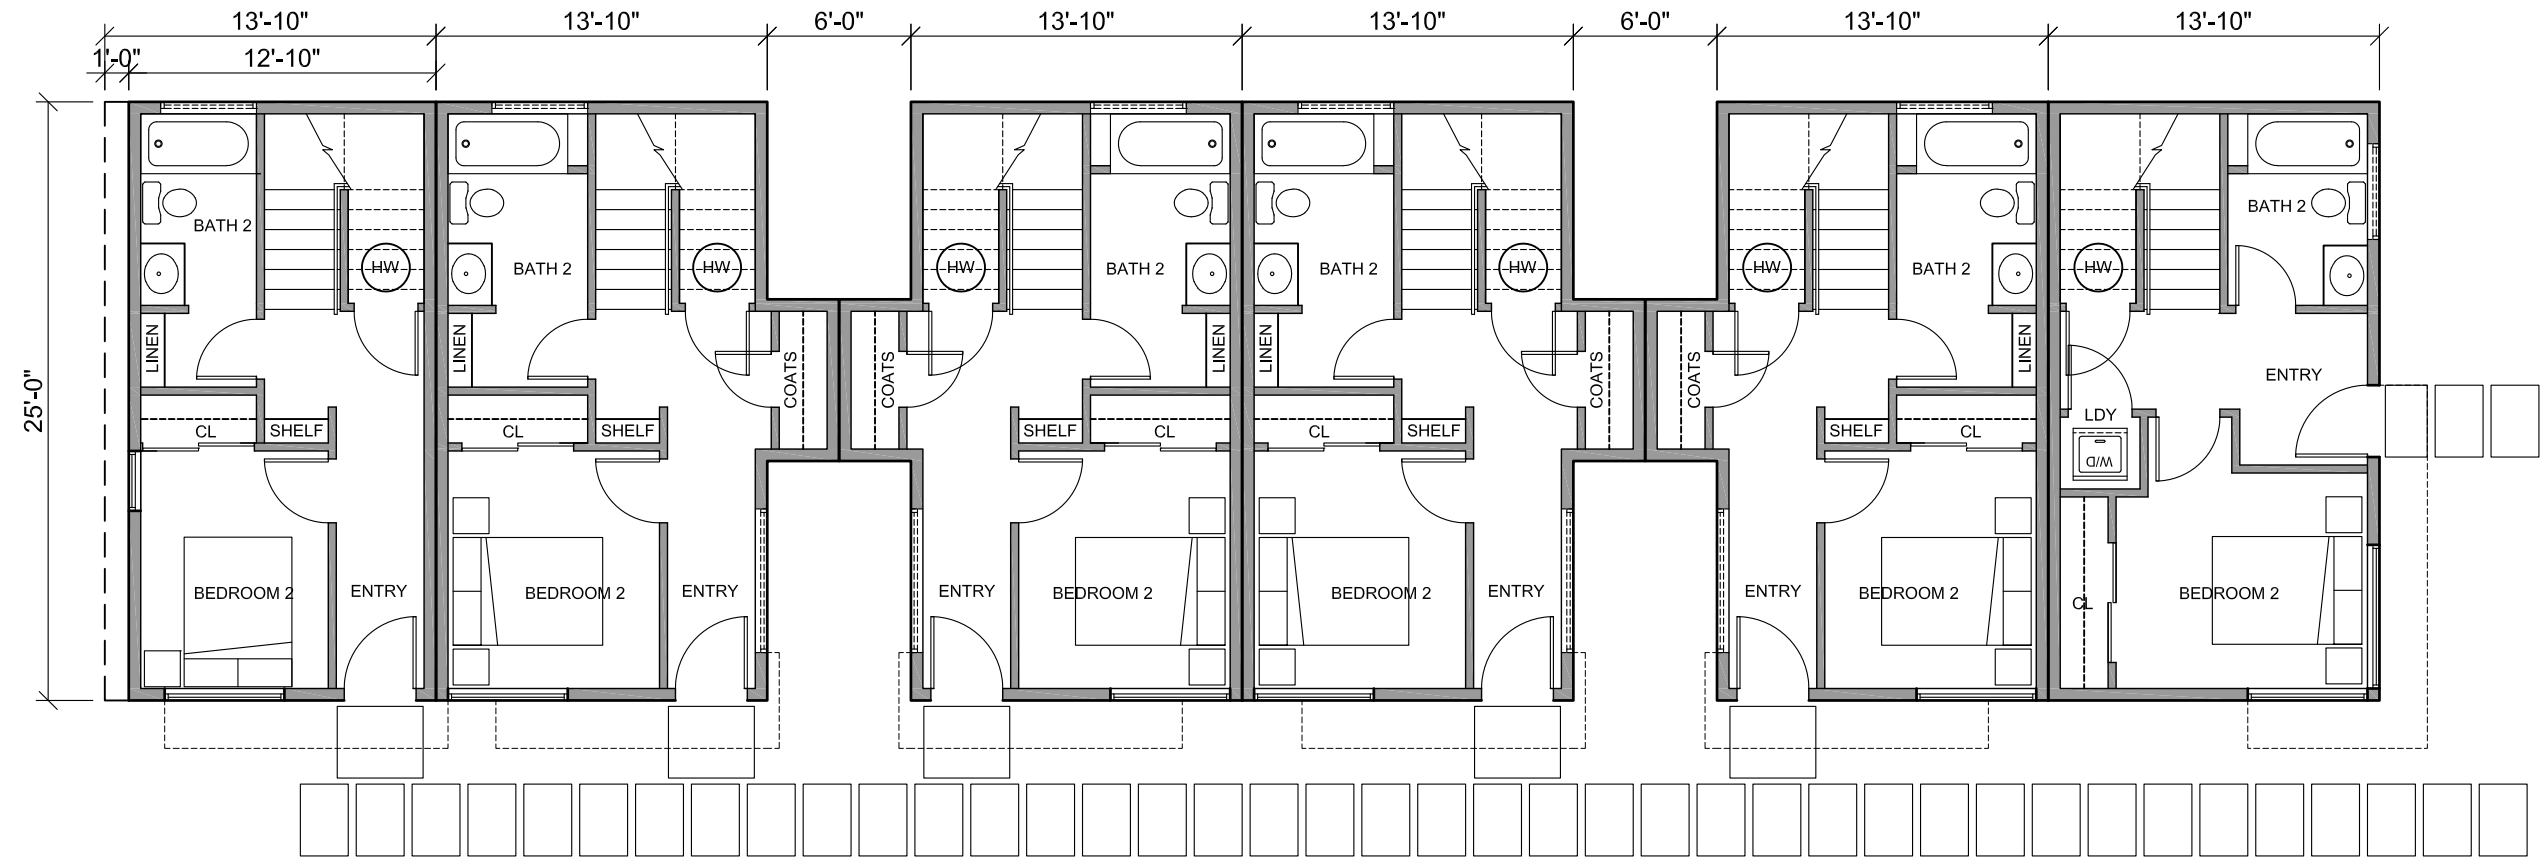 13'-10"
13'-10"
6'-0"
13'-10"
13'-10"
6'-0"
13'-10"
13'-10"
1'-0"
12'-10"
25'-0"
BATH 2
HW
LINEN
CL
SHELF
BEDROOM 2
ENTRY
BATH 2
HW
LINEN
COATS
CL
SHELF
BEDROOM 2
ENTRY
HW
BATH 2
COATS
LINEN
SHELF
CL
ENTRY
BEDROOM 2
BATH 2
HW
LINEN
COATS
CL
SHELF
BEDROOM 2
ENTRY
HW
BATH 2
COATS
LINEN
SHELF
CL
ENTRY
BEDROOM 2
HW
BATH 2
ENTRY
LDY
W/D
CL
BEDROOM 2